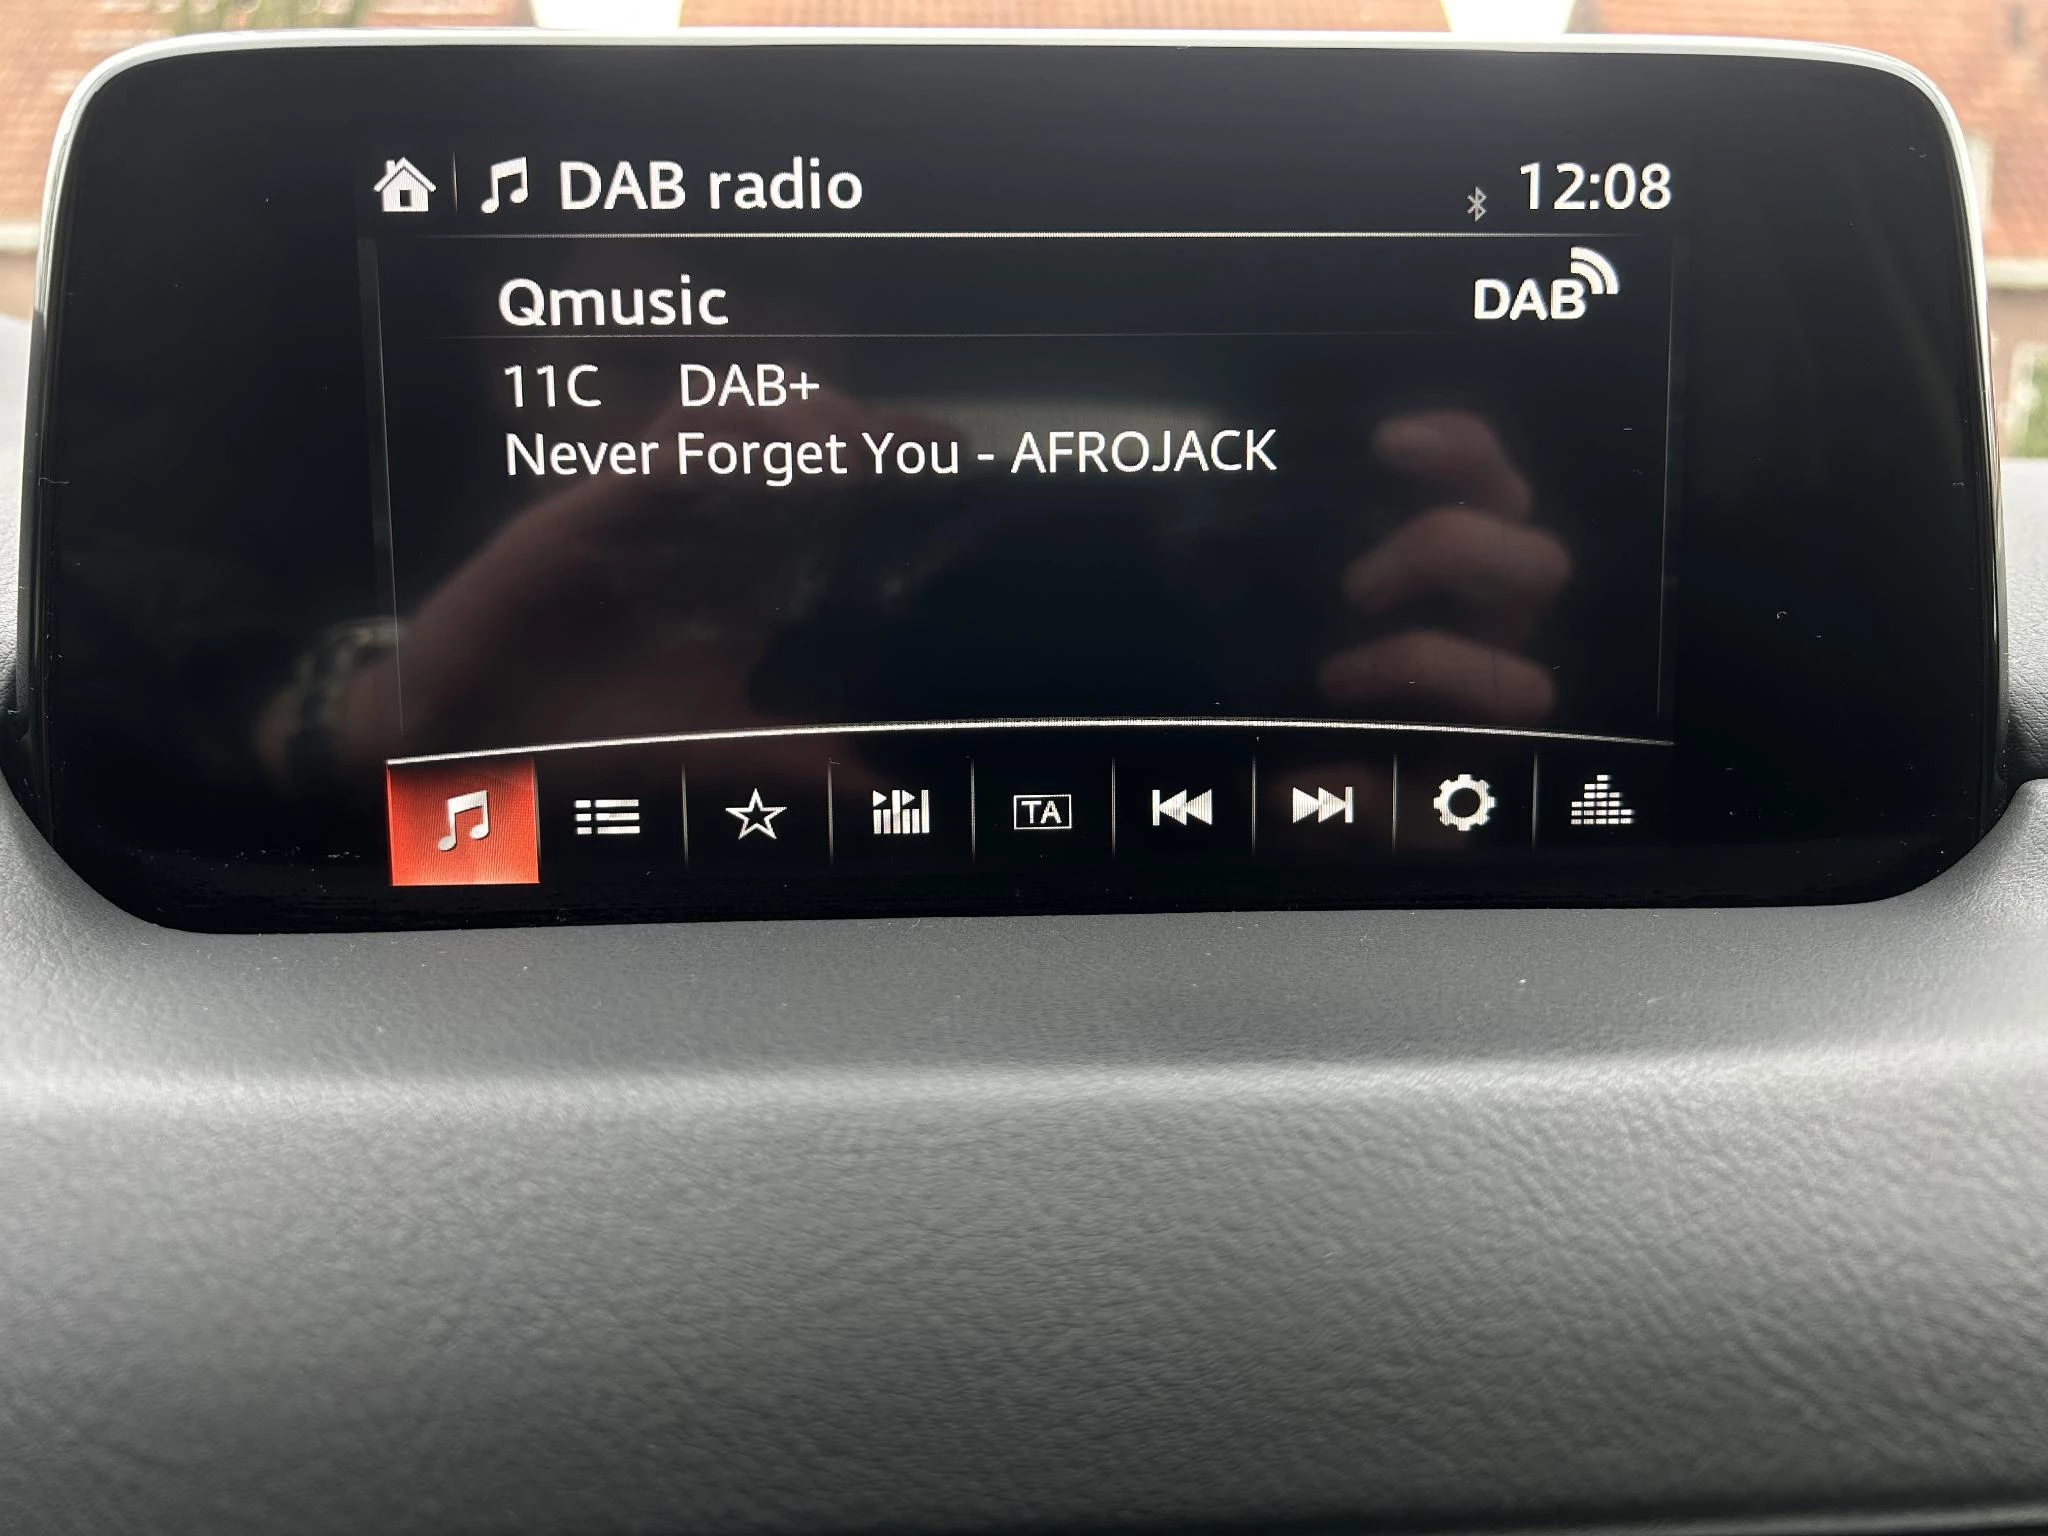 DAB radio 12:08
Qmusic DAB
11C DAB+
Never Forget You - AFROJACK
TA